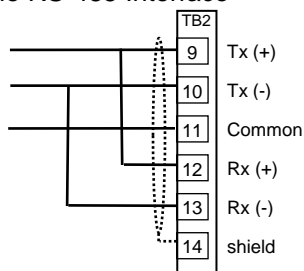 RS-485 Interface
TB2
9 Tx (+)
10 Tx (-)
11 Common
12 Rx (+)
13 Rx (-)
14 shield